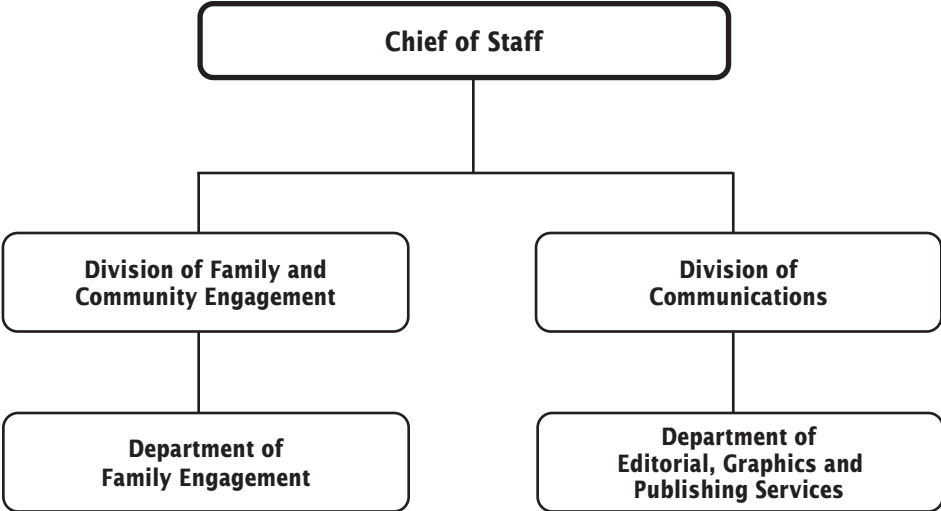 Chief of Staff
Division of Family and
Community Engagement
Division of
Communications
Department of
Family Engagement
Department of
Editorial, Graphics and
Publishing Services